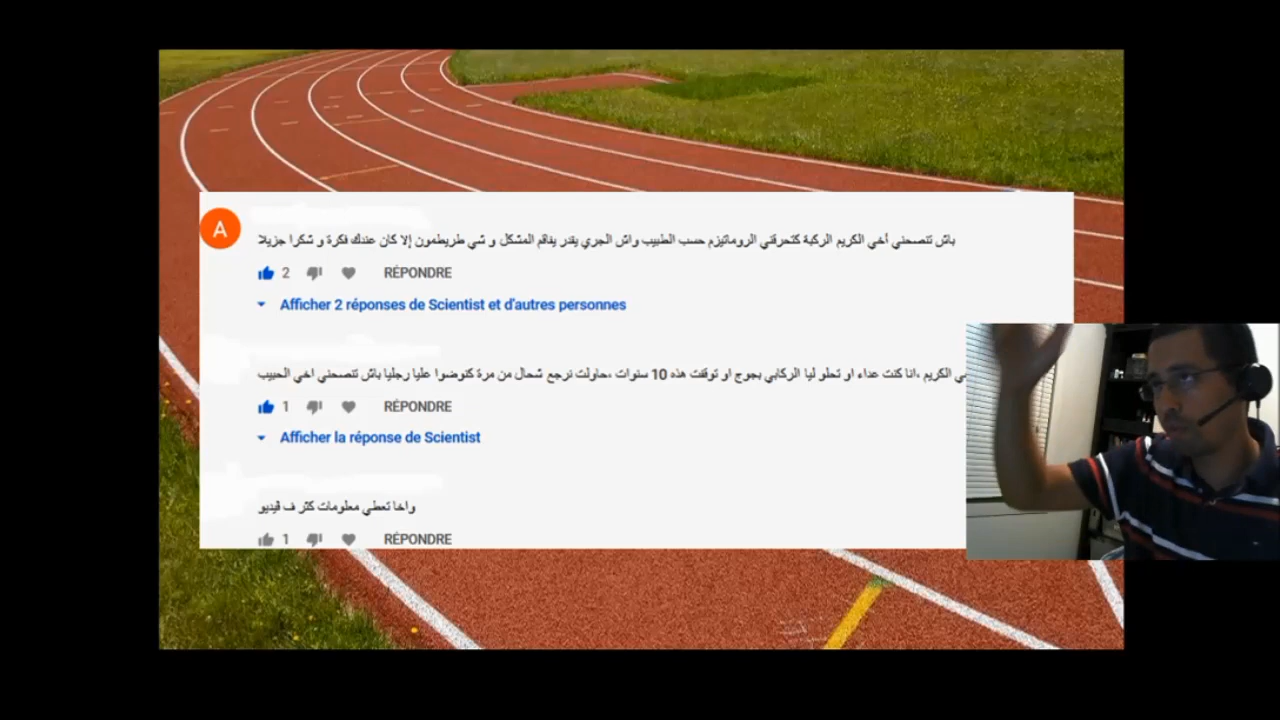 A
باش تنصحني أخي الكريم الركبة كتحرقني الروماتيزم حسب الطبيب واش الجري يقدر يفاقم المشكل و شي طريطمون إلا كان عندك فكرة و شكرا جزيلا
2 RÉPONDRE
Afficher 2 réponses de Scientist et d'autres personnes
الكريم ،انا كنت عداء او تحلو ليا الركابي بجوج او توقفت هذه 10 سنوات ،حاولت نرجع شحال من مرة كنوضوا عليا رجليا باش تنصحني اخي الحبيب
1 RÉPONDRE
Afficher la réponse de Scientist
واخا تعطي معلومات كثر ف ڤيديو
1 RÉPONDRE